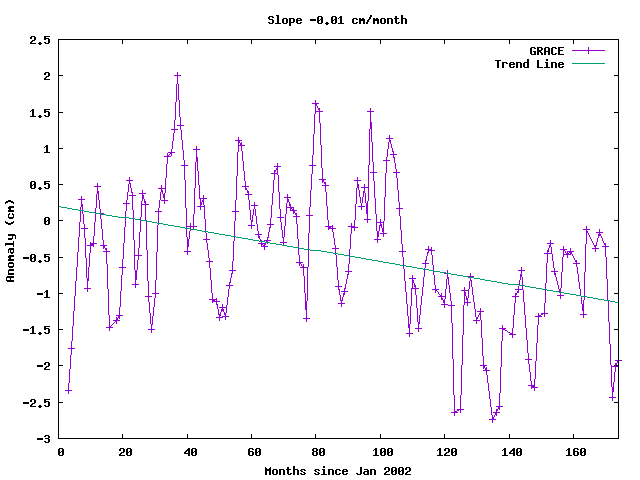 Slope -0.01 cm/month
GRACE
Trend Line
2.5
2
1.5
1
0.5
0
-0.5
-1
-1.5
-2
-2.5
-3
Anomaly (cm)
0 20 40 60 80 100 120 140 160
Months since Jan 2002